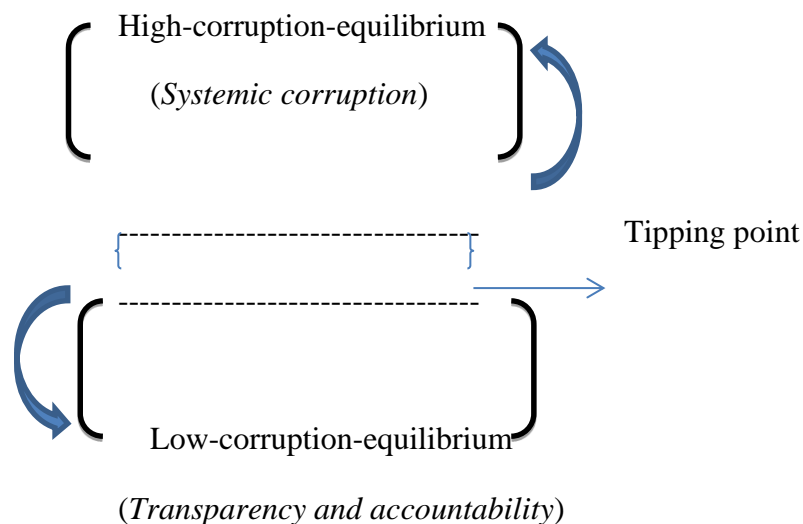 High-corruption-equilibrium
(Systemic corruption)
Tipping point
Low-corruption-equilibrium
(Transparency and accountability)